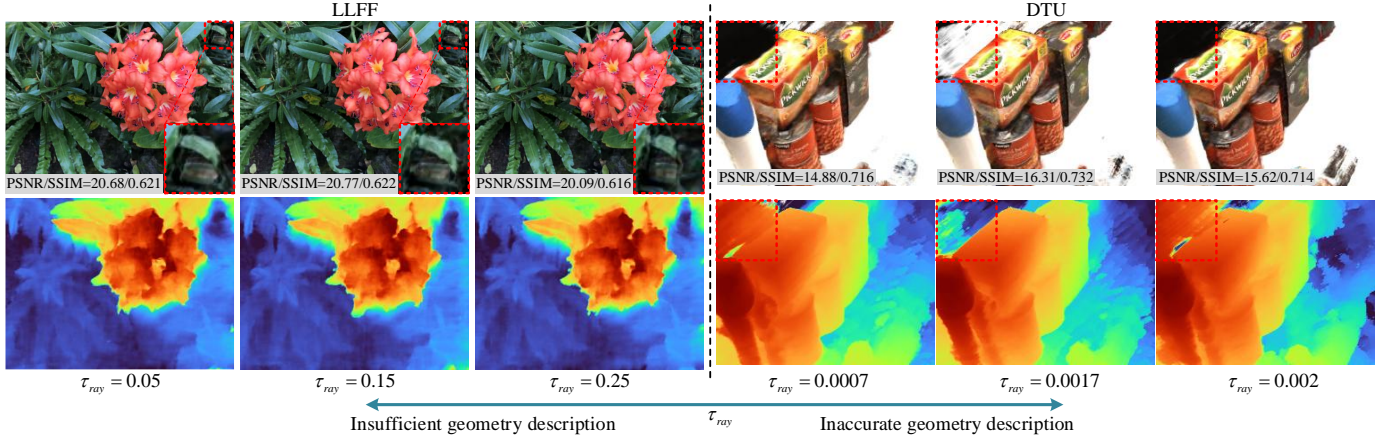 LLFF
DTU
PSNR/SSIM=20.68/0.621
PSNR/SSIM=20.77/0.622
PSNR/SSIM=20.09/0.616
PSNR/SSIM=14.88/0.716
PSNR/SSIM=16.31/0.732
PSNR/SSIM=15.62/0.714
PICKWICK
PICKWICK
PICKWICK
τ_ray = 0.05
τ_ray = 0.15
τ_ray = 0.25
τ_ray = 0.0007
τ_ray = 0.0017
τ_ray = 0.002
Insufficient geometry description
τ_ray
Inaccurate geometry description